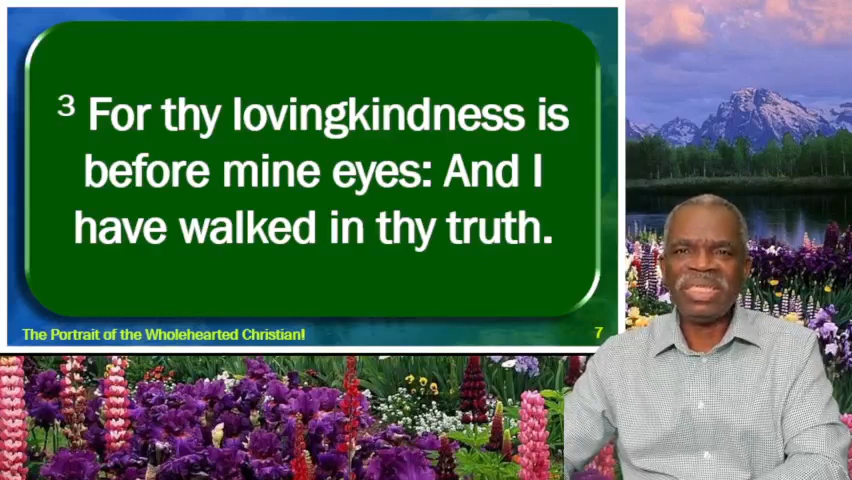 3 For thy lovingkindness is
before mine eyes: And I
have walked in thy truth.
The Portrait of the Wholehearted Christian!
7